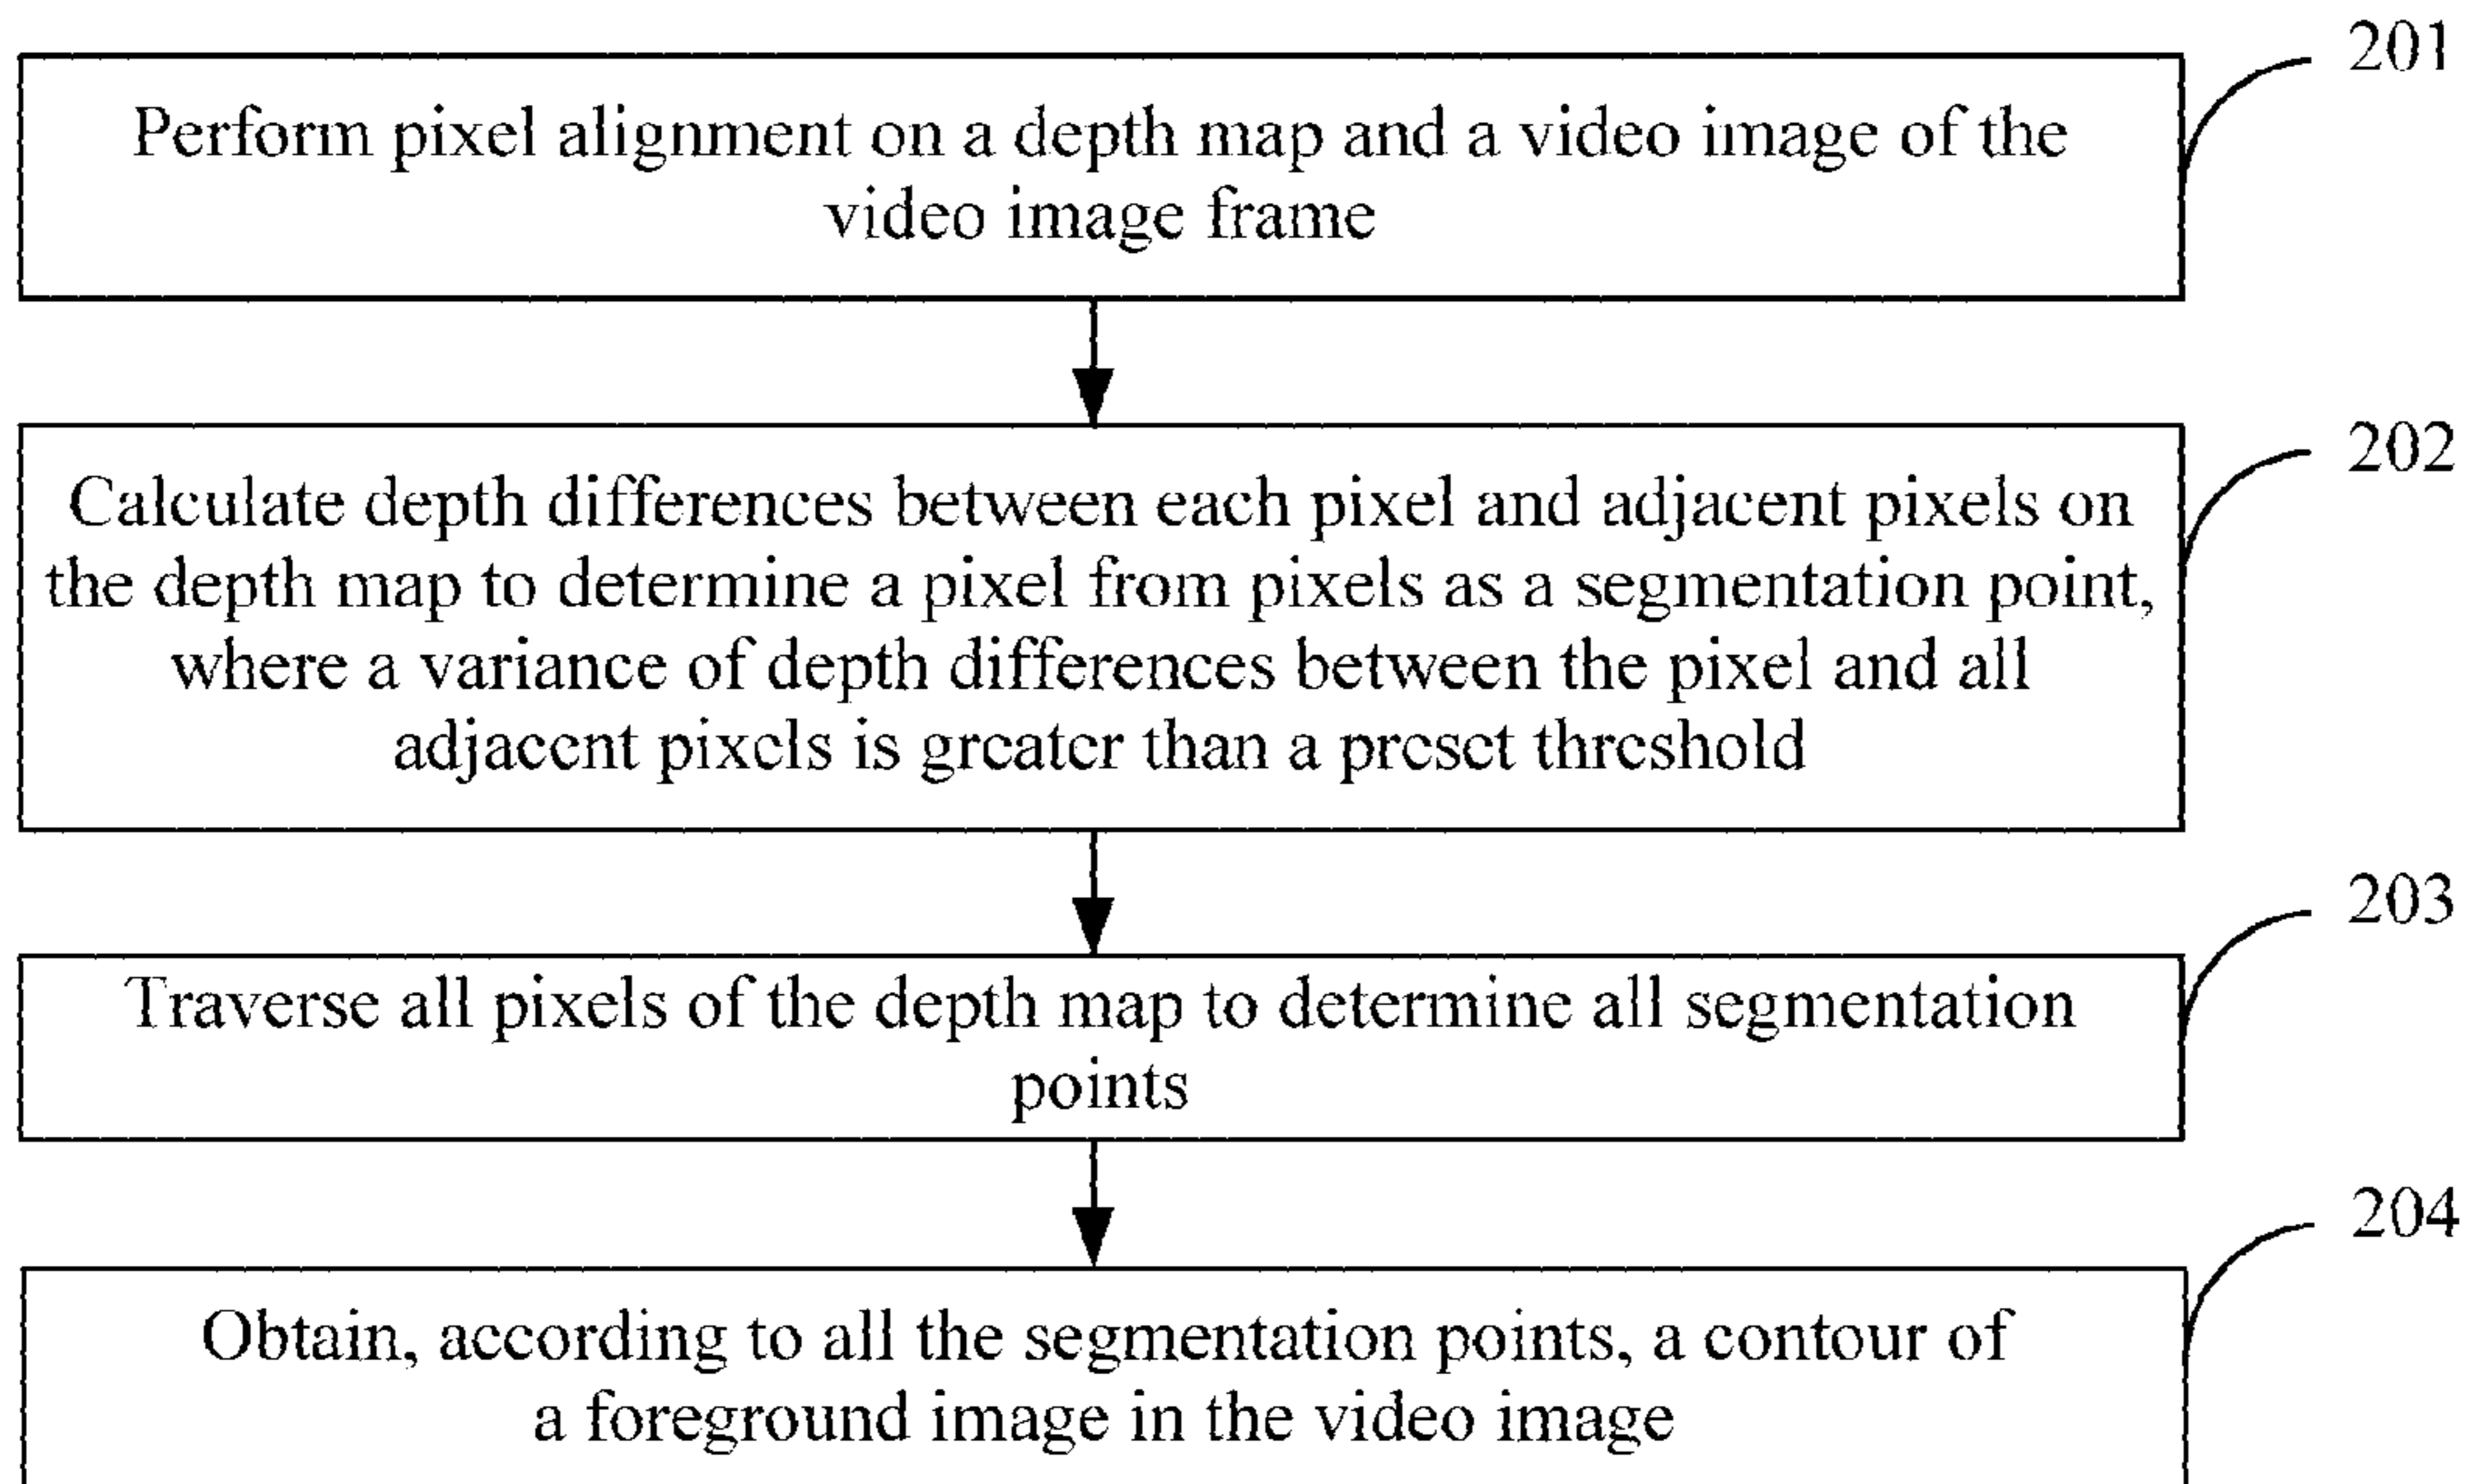 201
Perform pixel alignment on a depth map and a video image of the
video image frame
202
Calculate depth differences between each pixel and adjacent pixels on
the depth map to determine a pixel from pixels as a segmentation point,
where a variance of depth differences between the pixel and all
adjacent pixels is greater than a preset threshold
203
Traverse all pixels of the depth map to determine all segmentation
points
204
Obtain, according to all the segmentation points, a contour of
a foreground image in the video image